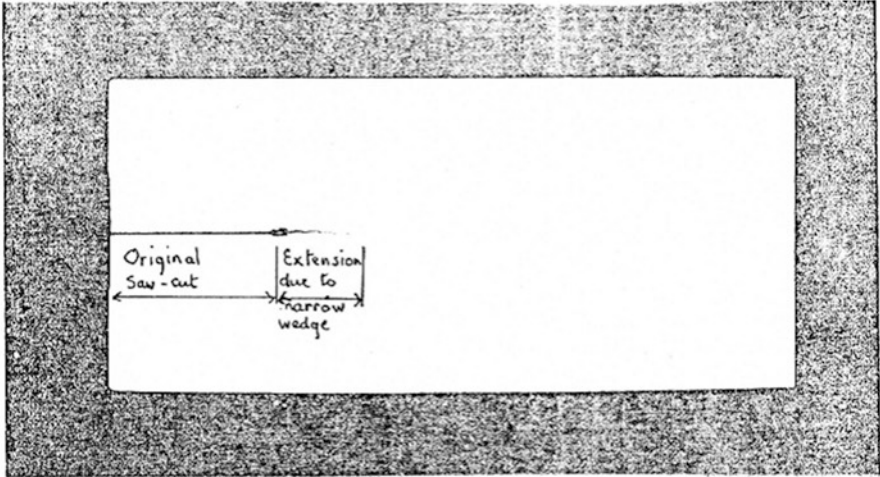 Original
Saw-cut
Extension
due to
narrow
wedge